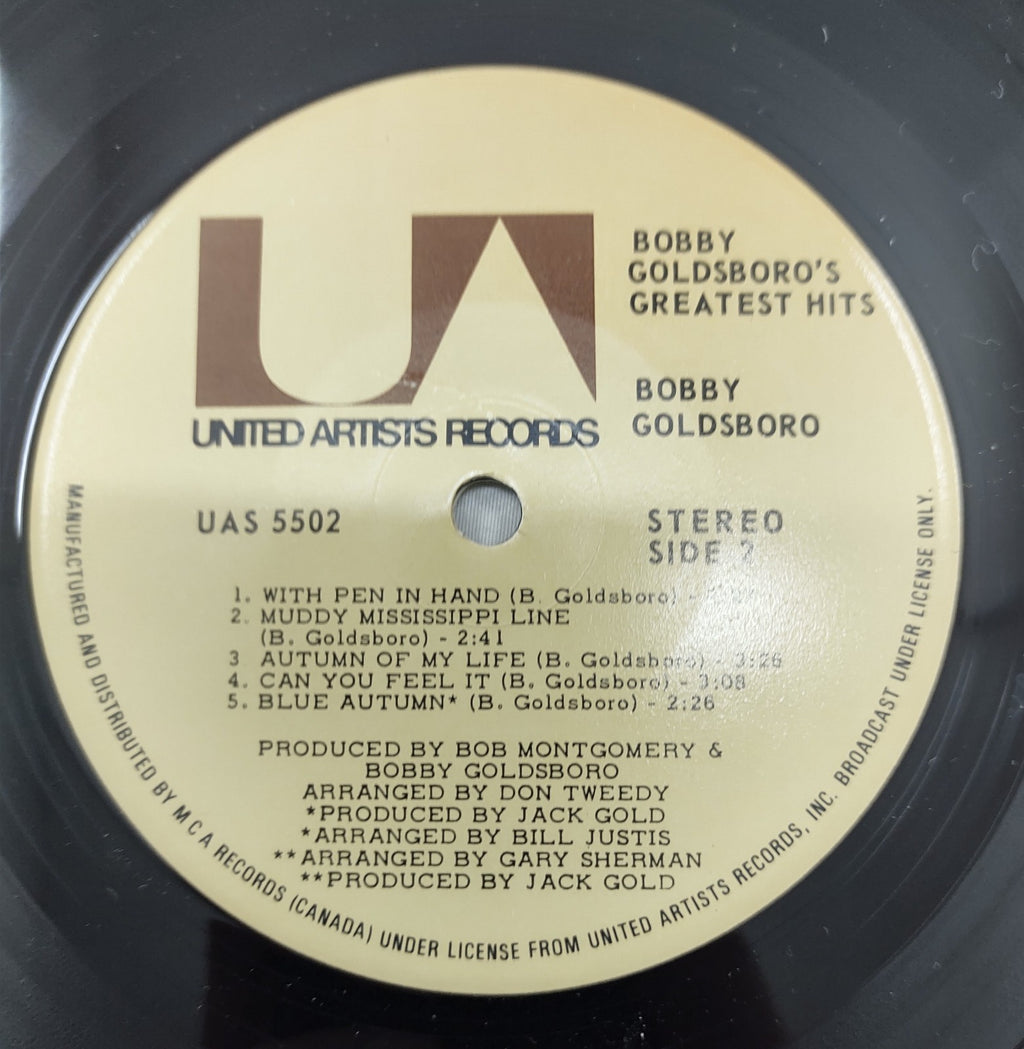 UA
UNITED ARTISTS RECORDS
BOBBY
GOLDSBORO'S
GREATEST HITS
BOBBY
GOLDSBORO
UAS 5502
STEREO
SIDE 2
1. WITH PEN IN HAND (B. Goldsboro) -
2. MUDDY MISSISSIPPI LINE
(B. Goldsboro) - 2:41
3 AUTUMN OF MY LIFE (B. Goldsboro) - 3:26
4. CAN YOU FEEL IT (B. Goldsboro) - 3:08
5. BLUE AUTUMN* (B. Goldsboro) - 2:26
PRODUCED BY BOB MONTGOMERY &
BOBBY GOLDSBORO
ARRANGED BY DON TWEEDY
*PRODUCED BY JACK GOLD
*ARRANGED BY BILL JUSTIS
**ARRANGED BY GARY SHERMAN
**PRODUCED BY JACK GOLD
MANUFACTURED AND DISTRIBUTED BY M C A RECORDS (CANADA) UNDER LICENSE FROM UNITED ARTISTS RECORDS, INC. BROADCAST UNDER LICENSE ONLY.